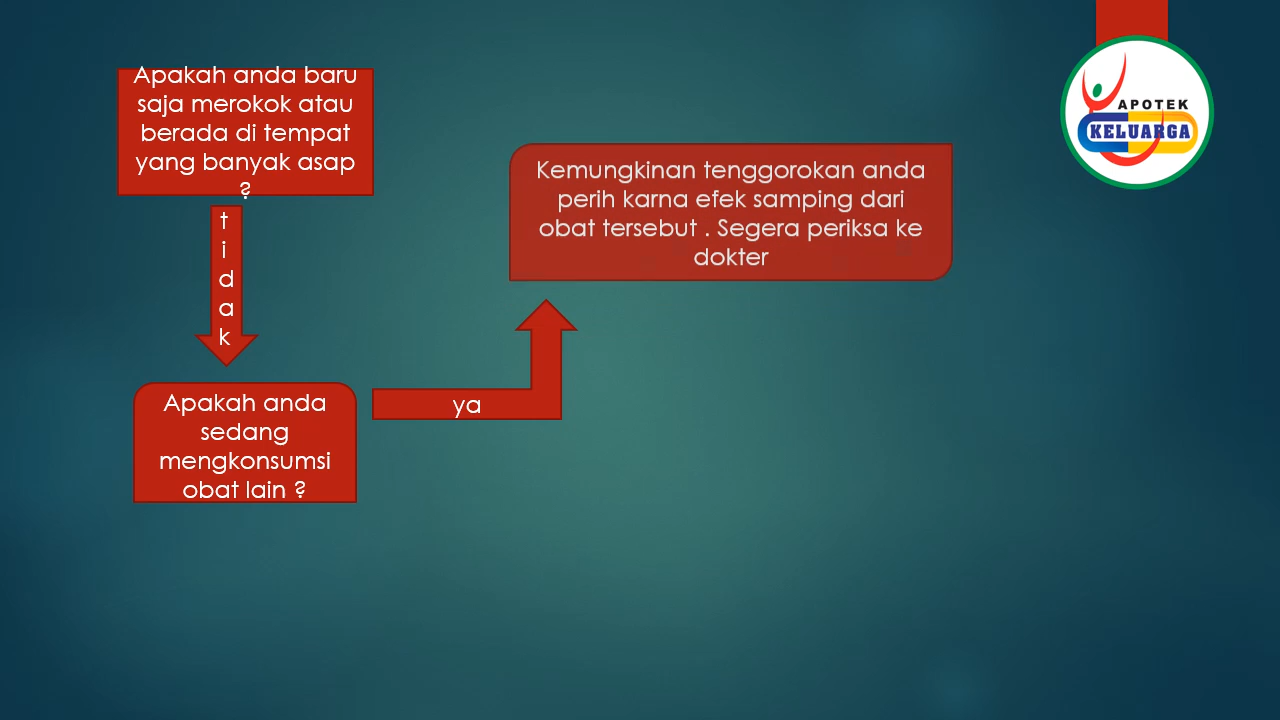 Apakah anda baru
saja merokok atau
berada di tempat
yang banyak asap
?
t
i
d
a
k
Apakah anda
sedang
mengkonsumsi
obat lain ?
ya
Kemungkinan tenggorokan anda
perih karna efek samping dari
obat tersebut . Segera periksa ke
dokter
APOTEK
KELUARGA